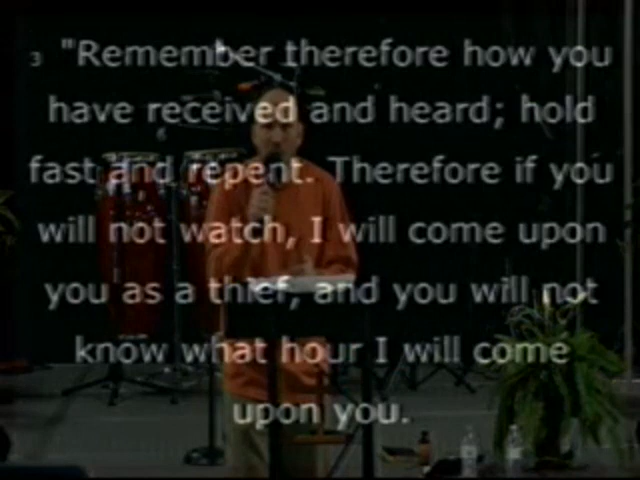 3 "Remember therefore how you
have received and heard; hold
fast and repent. Therefore if you
will not watch, I will come upon
you as a thief, and you will not
know what hour I will come
upon you.